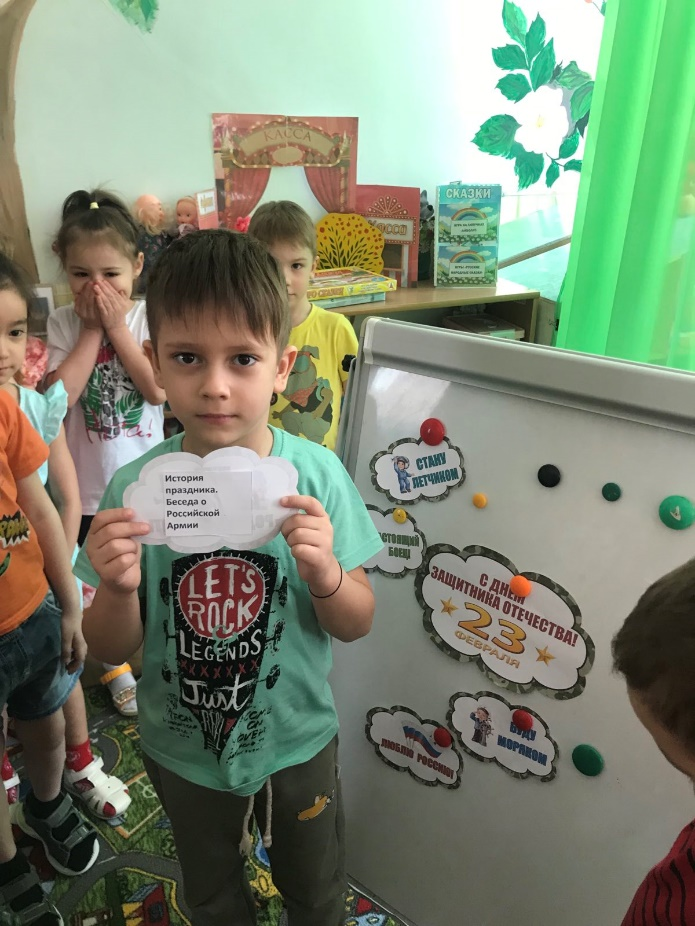 КАССА
СКАЗКИ
История
праздника.
Беседа о
Российской
Армии
LET'S
ROCK
LEGENDS
XXXXXX
Just
СТАНУ
ЛЕТЧИКОМ
БОЕЦ!
С ДНЕМ
ЗАЩИТНИКА ОТЕЧЕСТВА!
23
ФЕВРАЛЯ
ЛЮБЛЮ РОССИЮ!
БУДУ
МОРЯКОМ